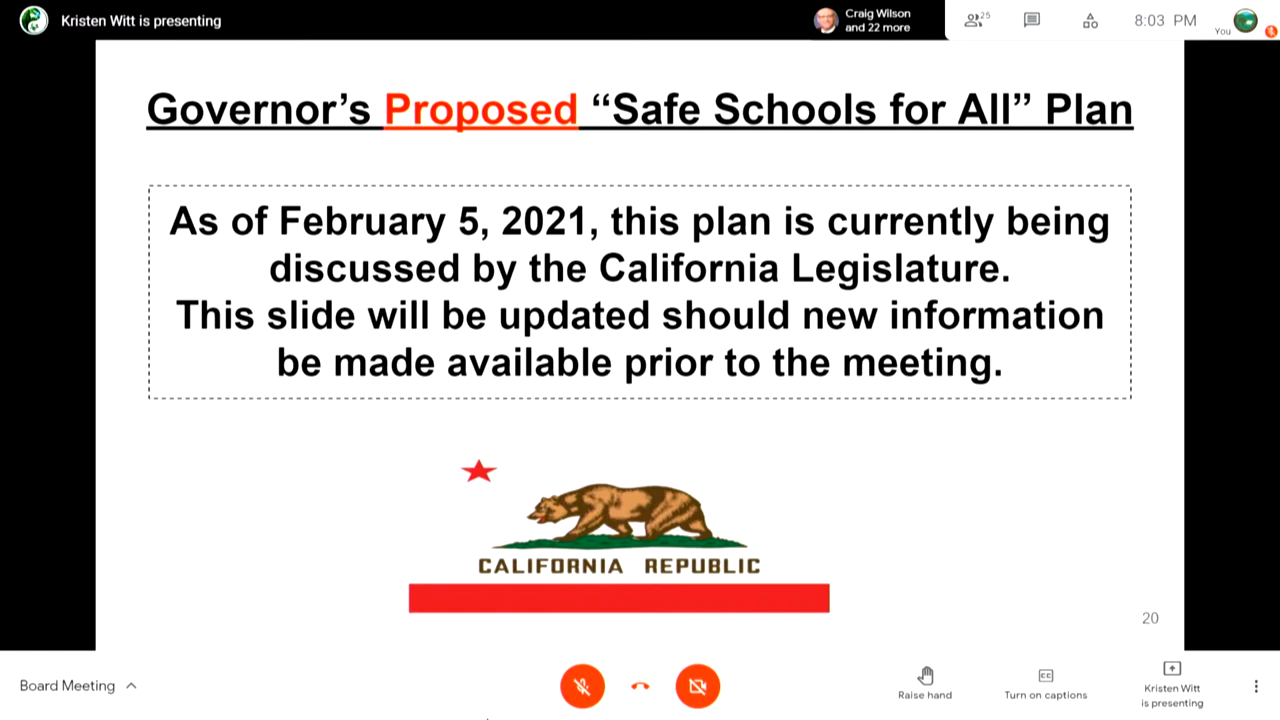 Kristen Witt is presenting
Craig Wilson
and 22 more
25
8:03 PM
You
Governor’s Proposed “Safe Schools for All” Plan
As of February 5, 2021, this plan is currently being
discussed by the California Legislature.
This slide will be updated should new information
be made available prior to the meeting.
CALIFORNIA REPUBLIC
20
Board Meeting
Raise hand
CC
Turn on captions
Kristen Witt
is presenting